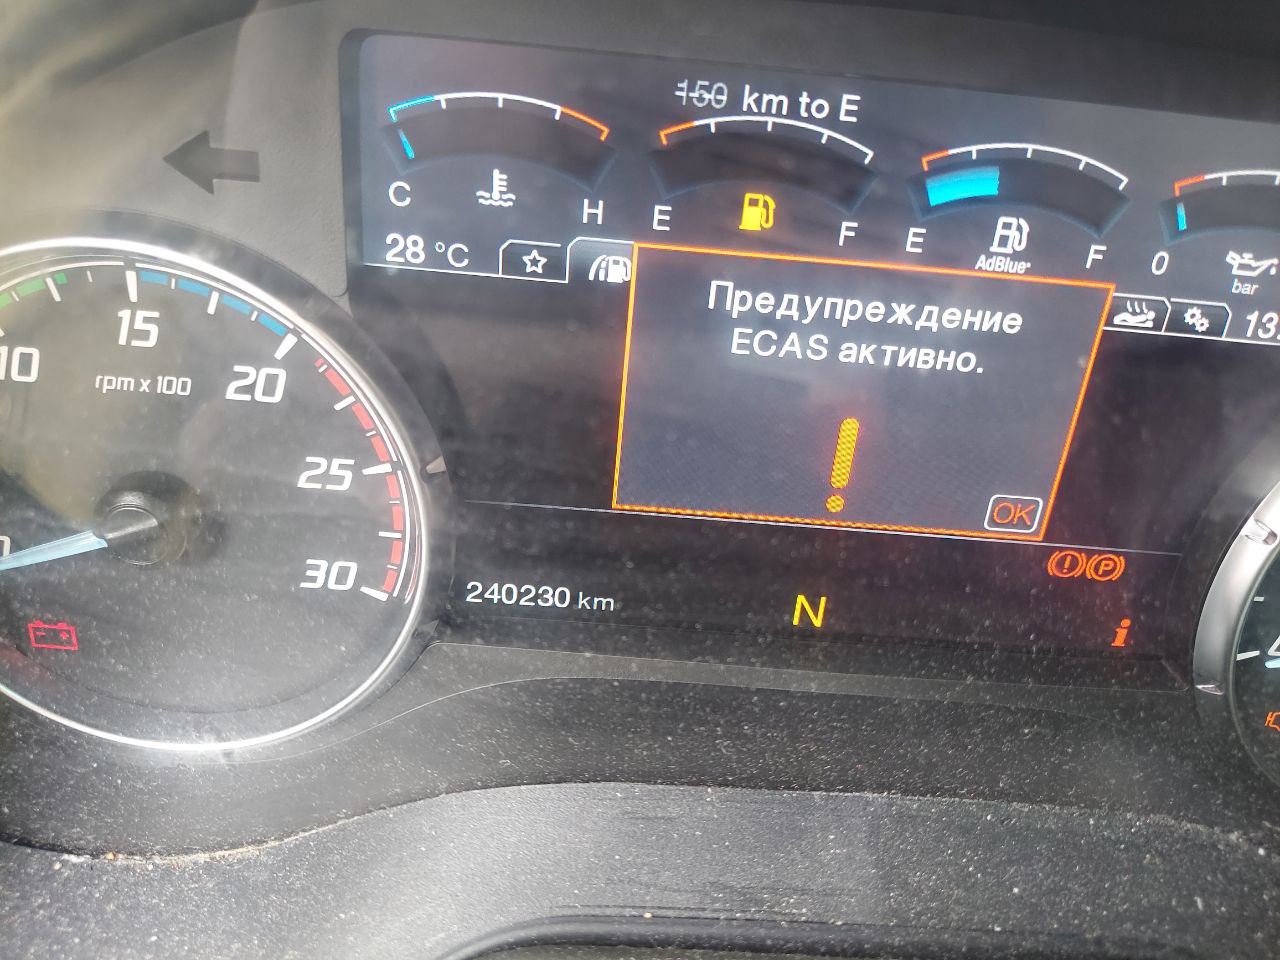 150 km to E
C
H
E
F
E
AdBlue
F
0
bar
28 °C
10
15
20
25
30
rpm x 100
Предупреждение
ECAS активно.
OK
P
240230 km
N
i